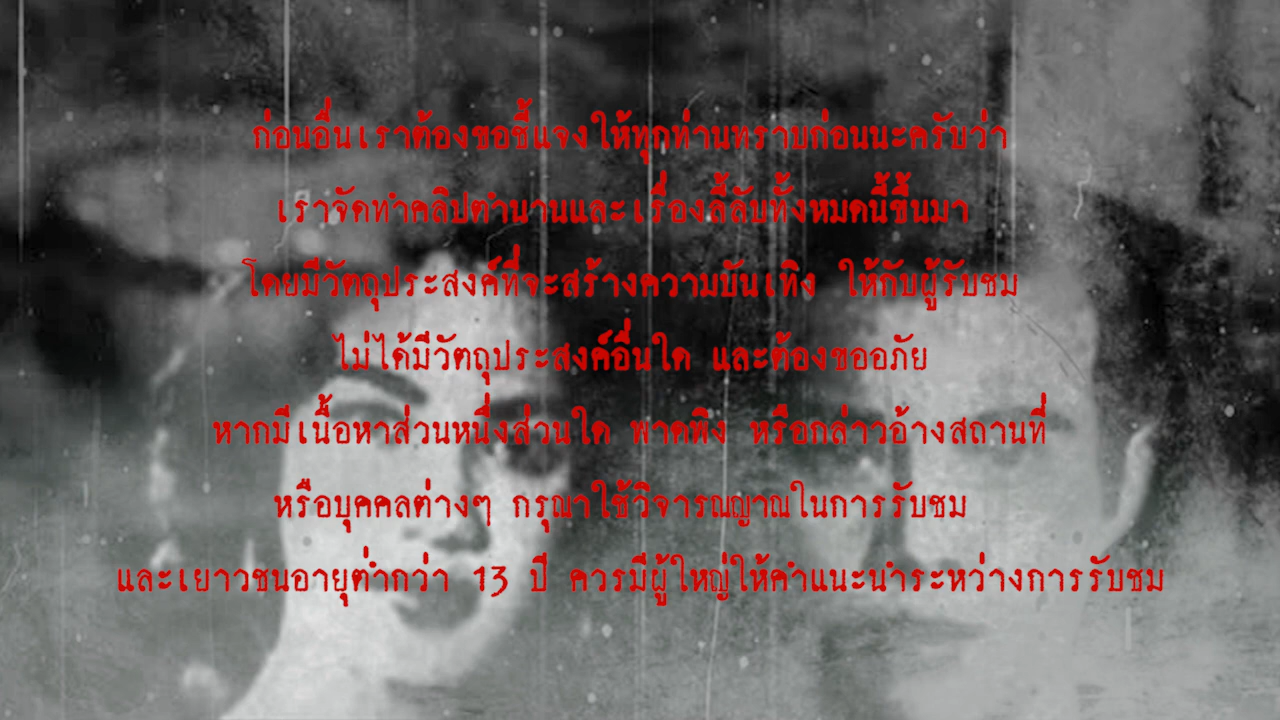 ก่อนอื่นเราต้องขอชี้แจงให้ทุกท่านทราบก่อนนะครับว่า
เราจัดทำคลิปตำนานและเรื่องลี้ลับทั้งหมดนี้ขึ้นมา
โดยมีวัตถุประสงค์ที่จะสร้างความบันเทิง ให้กับผู้รับชม
ไม่ได้มีวัตถุประสงค์อื่นใด และต้องขออภัย
หากมีเนื้อหาส่วนหนึ่งส่วนใด พาดพิง หรือกล่าวอ้างสถานที่
หรือบุคคลต่างๆ กรุณาใช้วิจารณญาณในการรับชม
และเยาวชนอายุต่ำกว่า 13 ปี ควรมีผู้ใหญ่ให้คำแนะนำระหว่างการรับชม